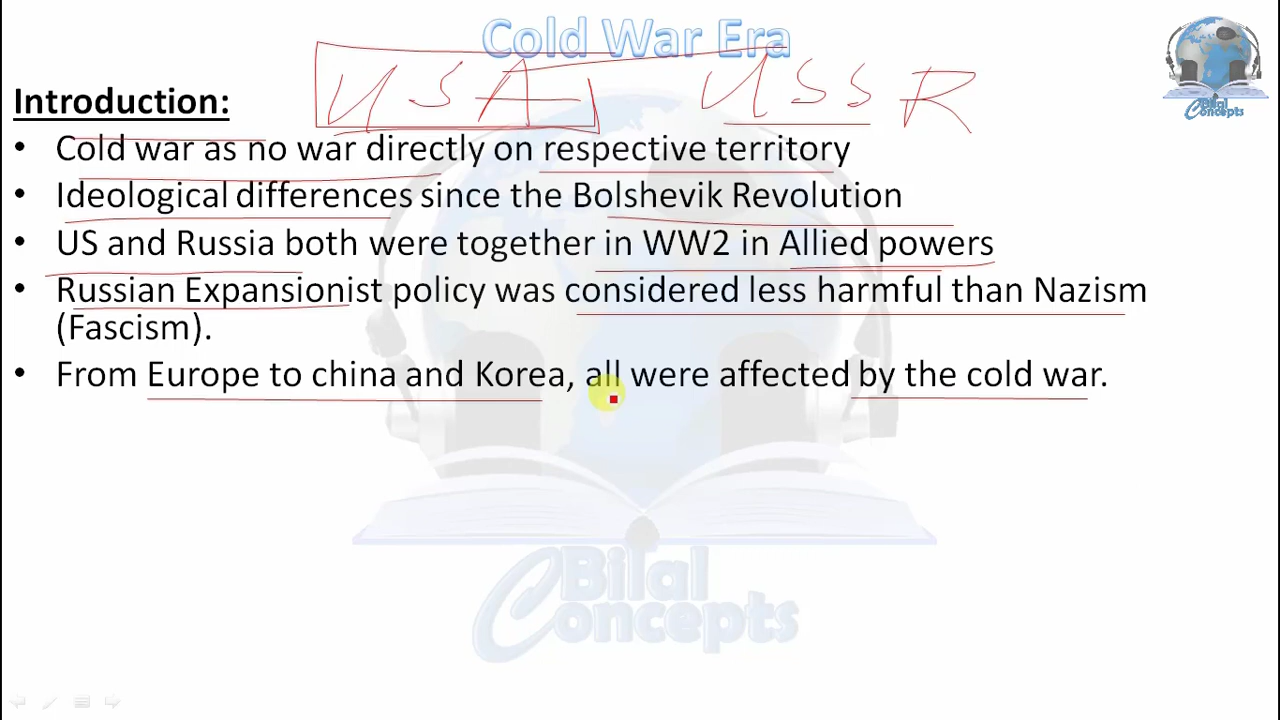 Cold War Era
USA USSR
Introduction:
• Cold war as no war directly on respective territory
• Ideological differences since the Bolshevik Revolution
• US and Russia both were together in WW2 in Allied powers
• Russian Expansionist policy was considered less harmful than Nazism
(Fascism).
• From Europe to china and Korea, all were affected by the cold war.
Bilal
Concepts
Bilal
Concepts